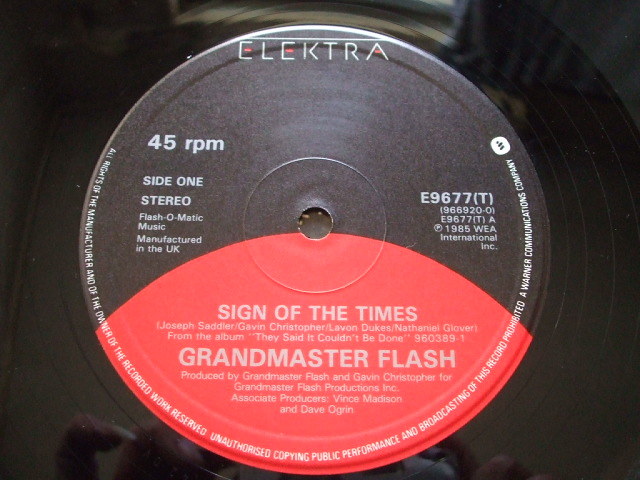 ELEKTRA
45 rpm
SIDE ONE
STEREO
Flash-O-Matic
Music
Manufactured
in the UK
E9677(T)
(966920-0)
E9677(T) A
℗ 1985 WEA
International
Inc.
SIGN OF THE TIMES
(Joseph Saddler/Gavin Christopher/Lavon Dukes/Nathaniel Glover)
From the album "They Said It Couldn't Be Done" 960389-1
GRANDMASTER FLASH
Produced by Grandmaster Flash and Gavin Christopher for
Grandmaster Flash Productions Inc.
Associate Producers: Vince Madison
and Dave Ogrin
ALL RIGHTS OF THE MANUFACTURER AND OF THE OWNER OF THE RECORDED WORK RESERVED UNAUTHORISED COPYING PUBLIC PERFORMANCE AND BROADCASTING OF THIS RECORD PROHIBITED A WARNER COMMUNICATIONS COMPANY.